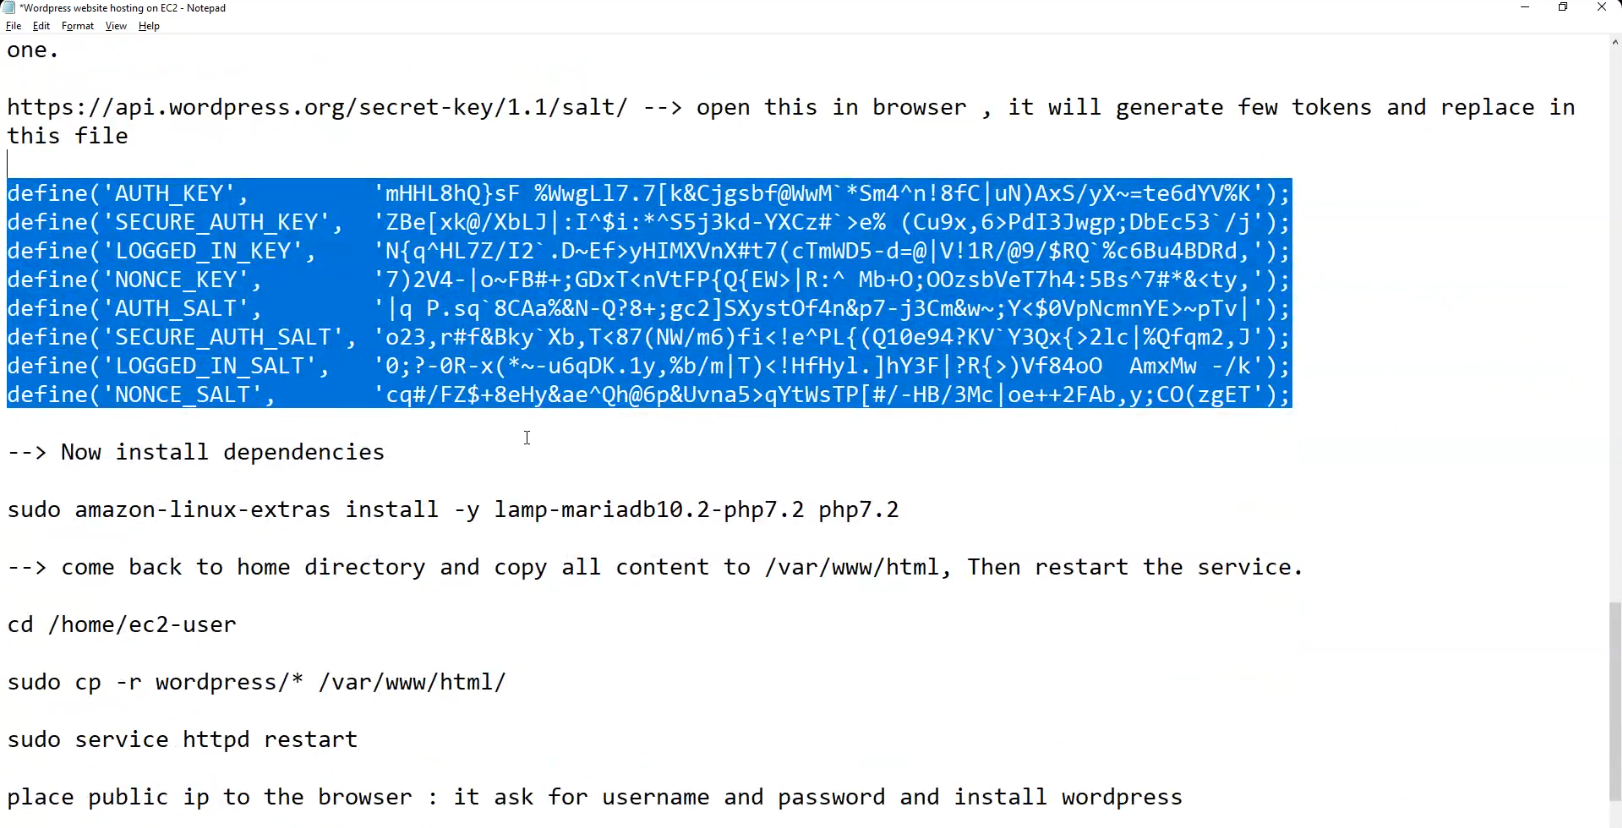 *Wordpress website hosting on EC2 - Notepad
File Edit Format View Help
one.
https://api.wordpress.org/secret-key/1.1/salt/ --> open this in browser , it will generate few tokens and replace in
this file
define('AUTH_KEY',         'mHHL8hQ}sF %WwgLl7.7[k&Cjgsbf@WwM`*Sm4^n!8fC|uN)AxS/yX~=te6dYV%K');
define('SECURE_AUTH_KEY',  'ZBe[xk@/XbLJ|:I^$i:*^S5j3kd-YXCz#`>e% (Cu9x,6>PdI3Jwgp;DbEc53`/j');
define('LOGGED_IN_KEY',    'N{q^HL7Z/I2`.D~Ef>yHIMXVnX#t7(cTmWD5-d=@|V!1R/@9/$RQ`%c6Bu4BDRd,');
define('NONCE_KEY',        '7)2V4-|o~FB#+;GDxT<nVtFP{Q{EW>|R:^ Mb+O;OOzsbVeT7h4:5Bs^7#*&<ty,');
define('AUTH_SALT',        '|q P.sq`8CAa%&N-Q?8+;gc2]SXystOf4n&p7-j3Cm&w~;Y<$0VpNcmnYE>~pTv|');
define('SECURE_AUTH_SALT', 'o23,r#f&Bky`Xb,T<87(NW/m6)fi<!e^PL{(Q10e94?KV`Y3Qx{>2lc|%Qfqm2,J');
define('LOGGED_IN_SALT',   '0;?-0R-x(*~-u6qDK.1y,%b/m|T)<!HfHyl.]hY3F|?R{>)Vf84oO  AmxMw -/k');
define('NONCE_SALT',       'cq#/FZ$+8eHy&ae^Qh@6p&Uvna5>qYtWsTP[#/-HB/3Mc|oe++2FAb,y;CO(zgET');
--> Now install dependencies
sudo amazon-linux-extras install -y lamp-mariadb10.2-php7.2 php7.2
--> come back to home directory and copy all content to /var/www/html, Then restart the service.
cd /home/ec2-user
sudo cp -r wordpress/* /var/www/html/
sudo service httpd restart
place public ip to the browser : it ask for username and password and install wordpress